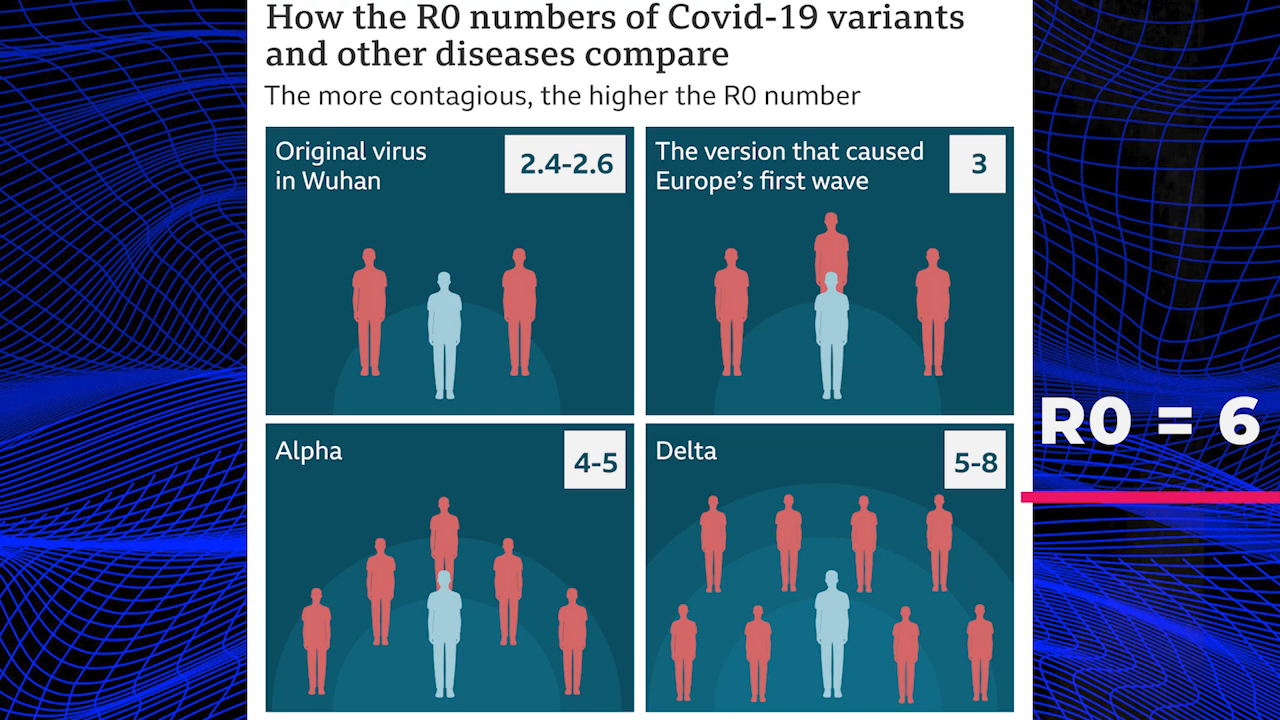 How the R0 numbers of Covid-19 variants
and other diseases compare
The more contagious, the higher the R0 number
Original virus
in Wuhan
2.4-2.6
The version that caused
Europe's first wave
3
Alpha
4-5
Delta
5-8
R0 = 6